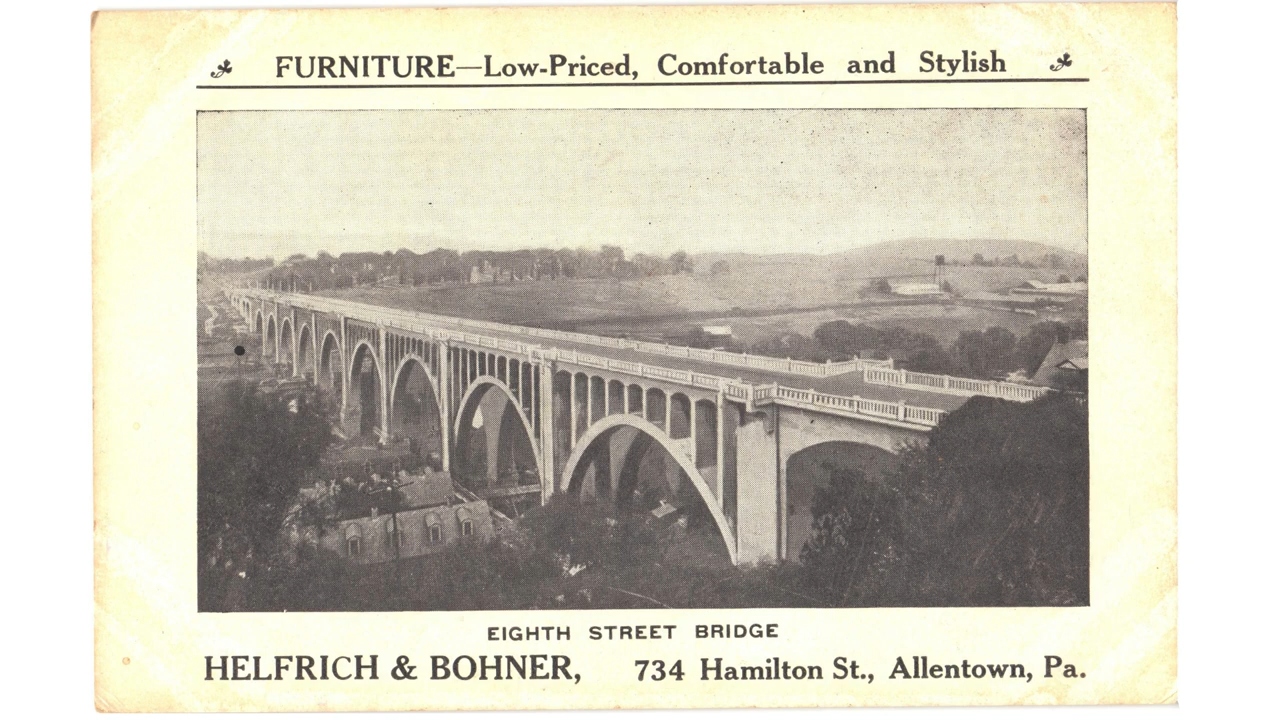 FURNITURE—Low-Priced, Comfortable and Stylish
EIGHTH STREET BRIDGE
HELFRICH & BOHNER, 734 Hamilton St., Allentown, Pa.